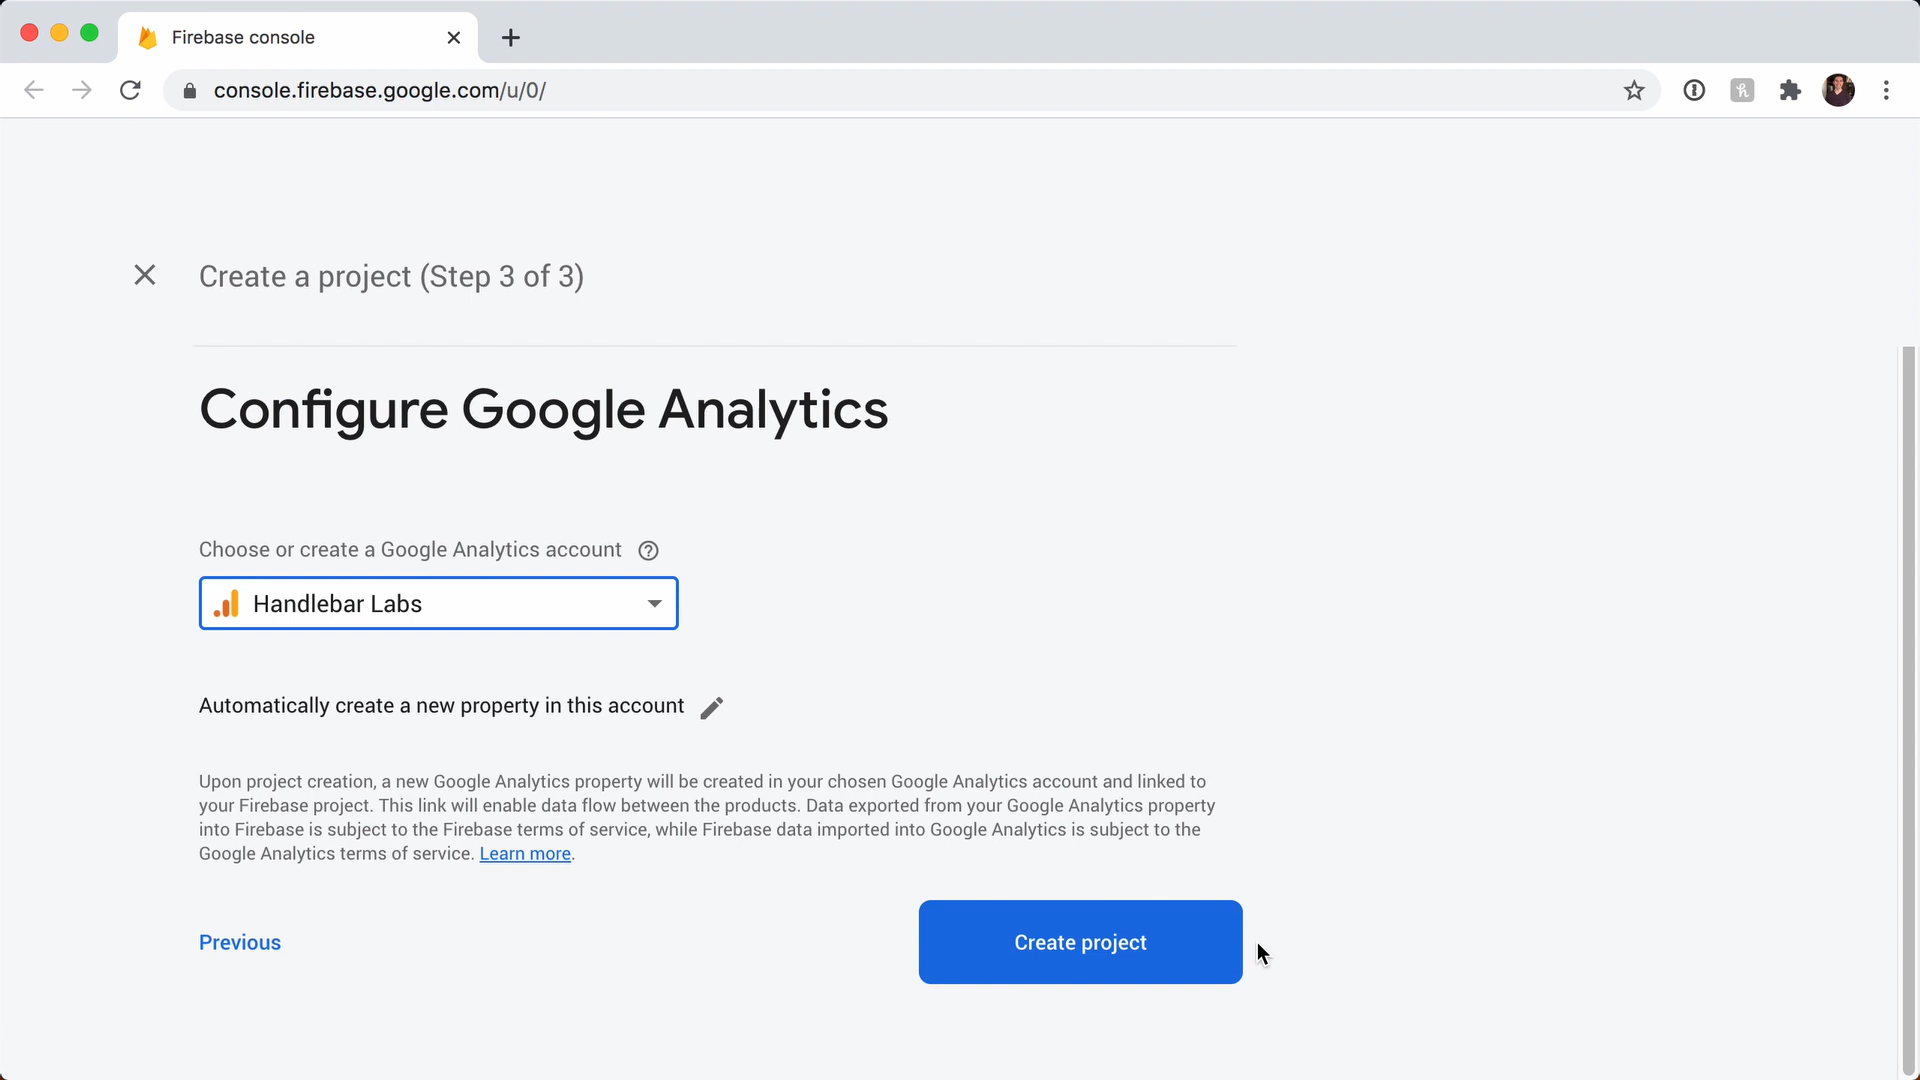 Firebase console
console.firebase.google.com/u/0/
Create a project (Step 3 of 3)
Configure Google Analytics
Choose or create a Google Analytics account
Handlebar Labs
Automatically create a new property in this account
Upon project creation, a new Google Analytics property will be created in your chosen Google Analytics account and linked to
your Firebase project. This link will enable data flow between the products. Data exported from your Google Analytics property
into Firebase is subject to the Firebase terms of service, while Firebase data imported into Google Analytics is subject to the
Google Analytics terms of service. Learn more.
Previous
Create project